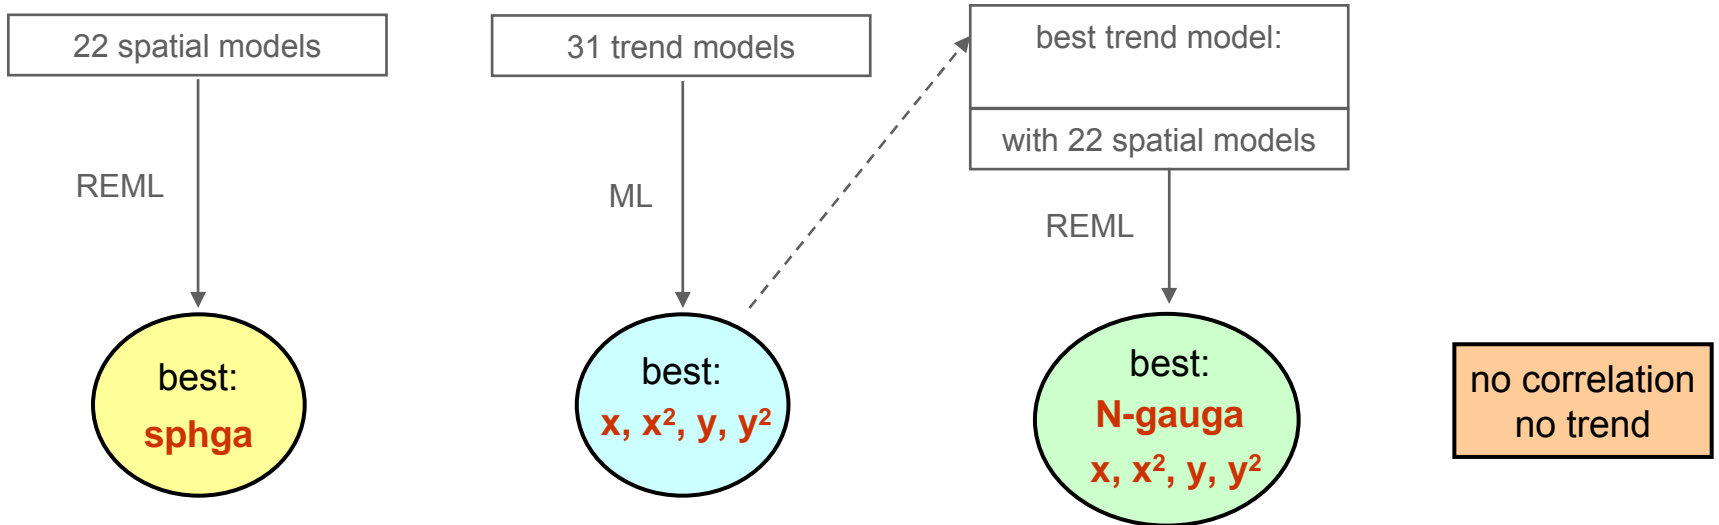 22 spatial models
REML
best:
sphga
31 trend models
ML
best:
x, x², y, y²
best trend model:
with 22 spatial models
REML
best:
N-gauga
x, x², y, y²
no correlation
no trend